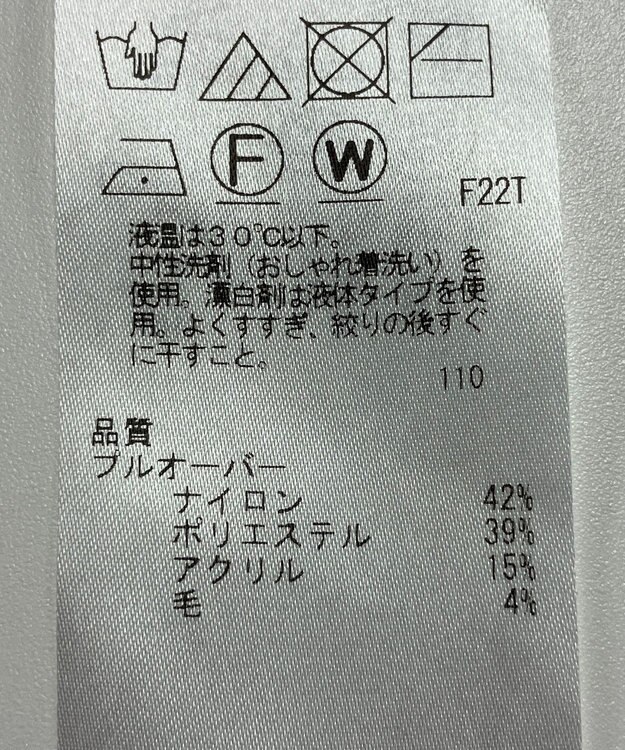 F
W
F22T
液温は30℃以下。
中性洗剤（おしゃれ着洗い）を
使用。漂白剤は液体タイプを使
用。よくすすぎ、絞りの後すぐ
に干すこと。
110
品質
プルオーバー
ナイロン 42%
ポリエステル 39%
アクリル 15%
毛 4%